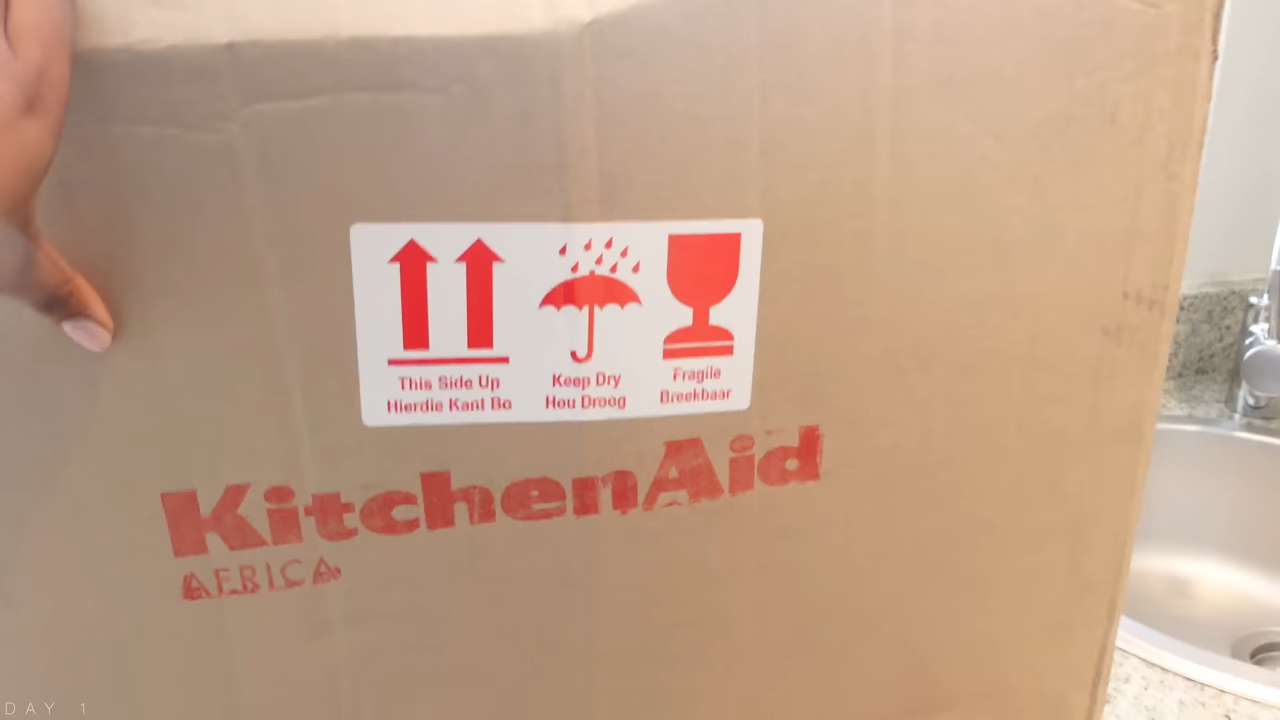 This Side Up
Hierdie Kant Bo
Keep Dry
Hou Droog
Fragile
Breekbaar
KitchenAid
AFRICA
DAY 1